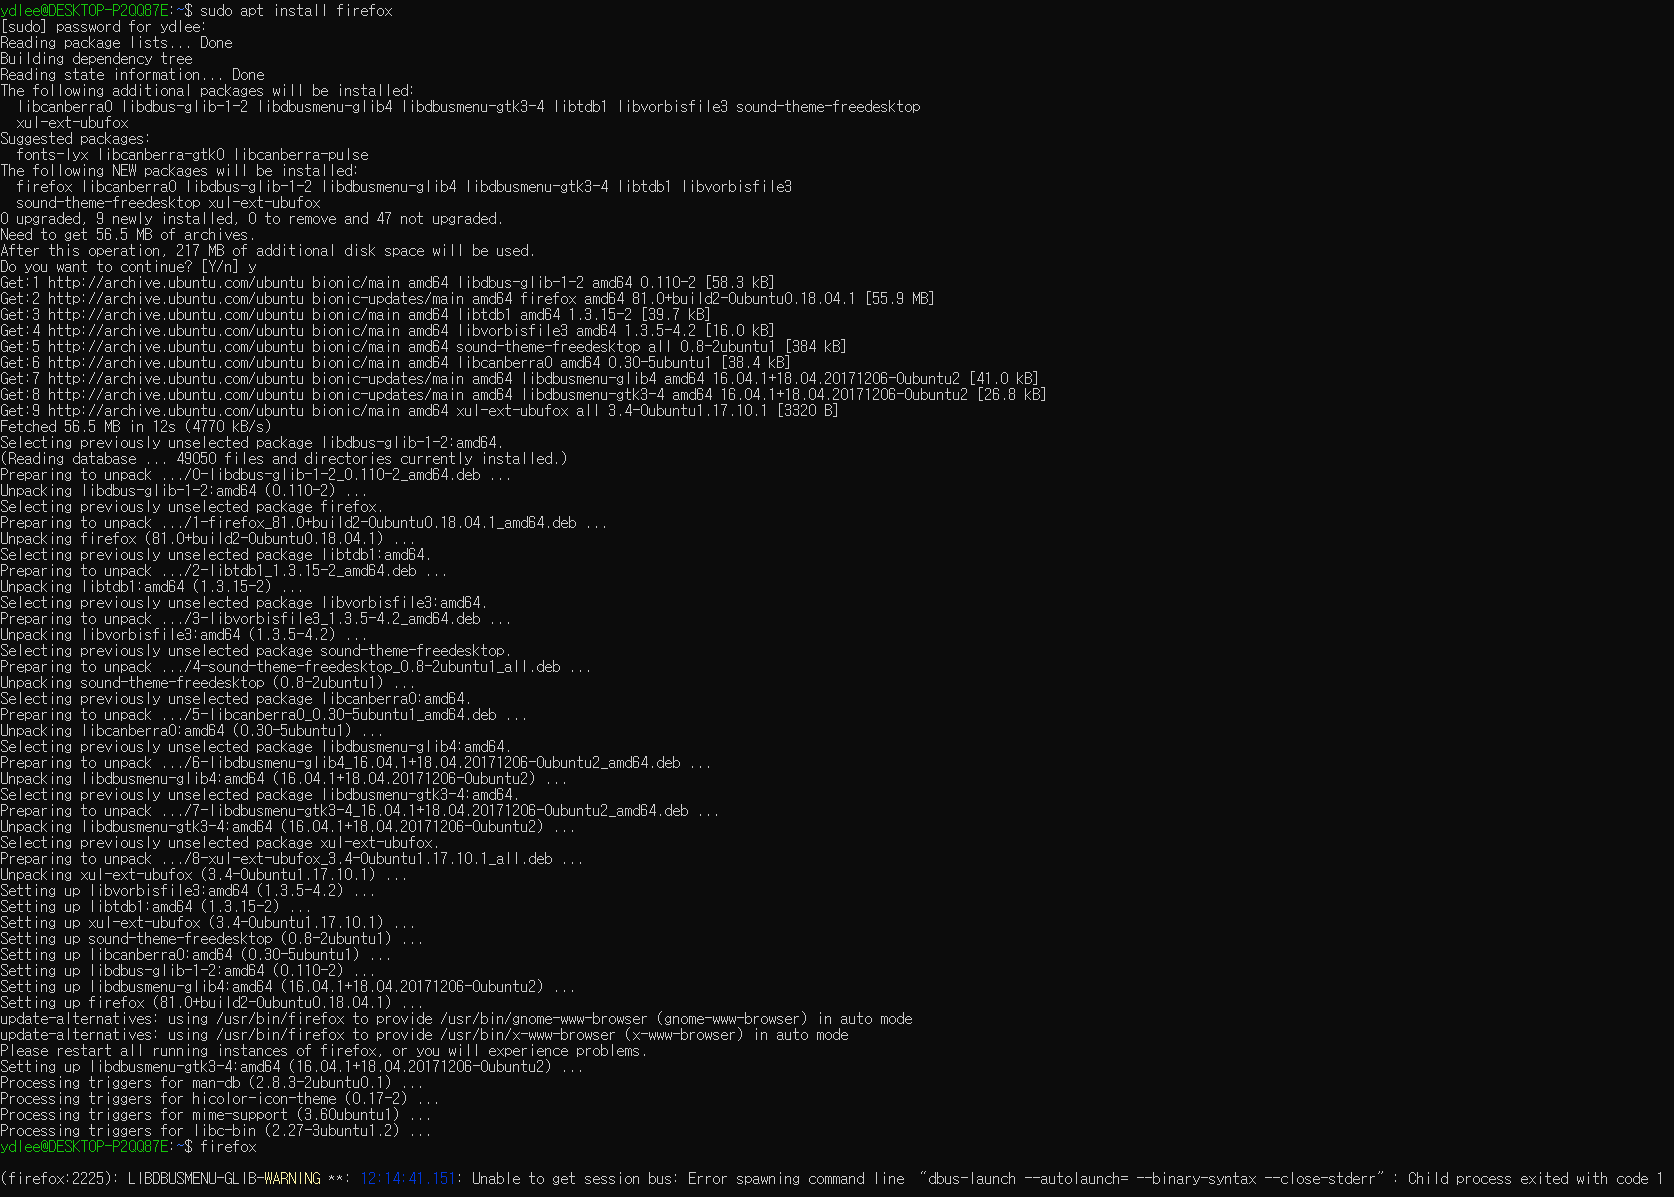 ydlee@DESKTOP-P2QQ87E:~$ sudo apt install firefox
[sudo] password for ydlee:
Reading package lists... Done
Building dependency tree
Reading state information... Done
The following additional packages will be installed:
  libcanberra0 libdbus-glib-1-2 libdbusmenu-glib4 libdbusmenu-gtk3-4 libtdb1 libvorbisfile3 sound-theme-freedesktop
  xul-ext-ubufox
Suggested packages:
  fonts-lyx libcanberra-gtk0 libcanberra-pulse
The following NEW packages will be installed:
  firefox libcanberra0 libdbus-glib-1-2 libdbusmenu-glib4 libdbusmenu-gtk3-4 libtdb1 libvorbisfile3
  sound-theme-freedesktop xul-ext-ubufox
0 upgraded, 9 newly installed, 0 to remove and 47 not upgraded.
Need to get 56.5 MB of archives.
After this operation, 217 MB of additional disk space will be used.
Do you want to continue? [Y/n] y
Get:1 http://archive.ubuntu.com/ubuntu bionic/main amd64 libdbus-glib-1-2 amd64 0.110-2 [58.3 kB]
Get:2 http://archive.ubuntu.com/ubuntu bionic-updates/main amd64 firefox amd64 81.0+build2-0ubuntu0.18.04.1 [55.9 MB]
Get:3 http://archive.ubuntu.com/ubuntu bionic/main amd64 libtdb1 amd64 1.3.15-2 [39.7 kB]
Get:4 http://archive.ubuntu.com/ubuntu bionic/main amd64 libvorbisfile3 amd64 1.3.5-4.2 [16.0 kB]
Get:5 http://archive.ubuntu.com/ubuntu bionic/main amd64 sound-theme-freedesktop all 0.8-2ubuntu1 [384 kB]
Get:6 http://archive.ubuntu.com/ubuntu bionic/main amd64 libcanberra0 amd64 0.30-5ubuntu1 [38.4 kB]
Get:7 http://archive.ubuntu.com/ubuntu bionic-updates/main amd64 libdbusmenu-glib4 amd64 16.04.1+18.04.20171206-0ubuntu2 [41.0 kB]
Get:8 http://archive.ubuntu.com/ubuntu bionic-updates/main amd64 libdbusmenu-gtk3-4 amd64 16.04.1+18.04.20171206-0ubuntu2 [26.8 kB]
Get:9 http://archive.ubuntu.com/ubuntu bionic/main amd64 xul-ext-ubufox all 3.4-0ubuntu1.17.10.1 [3320 B]
Fetched 56.5 MB in 12s (4770 kB/s)
Selecting previously unselected package libdbus-glib-1-2:amd64.
(Reading database ... 49050 files and directories currently installed.)
Preparing to unpack .../0-libdbus-glib-1-2_0.110-2_amd64.deb ...
Unpacking libdbus-glib-1-2:amd64 (0.110-2) ...
Selecting previously unselected package firefox.
Preparing to unpack .../1-firefox_81.0+build2-0ubuntu0.18.04.1_amd64.deb ...
Unpacking firefox (81.0+build2-0ubuntu0.18.04.1) ...
Selecting previously unselected package libtdb1:amd64.
Preparing to unpack .../2-libtdb1_1.3.15-2_amd64.deb ...
Unpacking libtdb1:amd64 (1.3.15-2) ...
Selecting previously unselected package libvorbisfile3:amd64.
Preparing to unpack .../3-libvorbisfile3_1.3.5-4.2_amd64.deb ...
Unpacking libvorbisfile3:amd64 (1.3.5-4.2) ...
Selecting previously unselected package sound-theme-freedesktop.
Preparing to unpack .../4-sound-theme-freedesktop_0.8-2ubuntu1_all.deb ...
Unpacking sound-theme-freedesktop (0.8-2ubuntu1) ...
Selecting previously unselected package libcanberra0:amd64.
Preparing to unpack .../5-libcanberra0_0.30-5ubuntu1_amd64.deb ...
Unpacking libcanberra0:amd64 (0.30-5ubuntu1) ...
Selecting previously unselected package libdbusmenu-glib4:amd64.
Preparing to unpack .../6-libdbusmenu-glib4_16.04.1+18.04.20171206-0ubuntu2_amd64.deb ...
Unpacking libdbusmenu-glib4:amd64 (16.04.1+18.04.20171206-0ubuntu2) ...
Selecting previously unselected package libdbusmenu-gtk3-4:amd64.
Preparing to unpack .../7-libdbusmenu-gtk3-4_16.04.1+18.04.20171206-0ubuntu2_amd64.deb ...
Unpacking libdbusmenu-gtk3-4:amd64 (16.04.1+18.04.20171206-0ubuntu2) ...
Selecting previously unselected package xul-ext-ubufox.
Preparing to unpack .../8-xul-ext-ubufox_3.4-0ubuntu1.17.10.1_all.deb ...
Unpacking xul-ext-ubufox (3.4-0ubuntu1.17.10.1) ...
Setting up libvorbisfile3:amd64 (1.3.5-4.2) ...
Setting up libtdb1:amd64 (1.3.15-2) ...
Setting up xul-ext-ubufox (3.4-0ubuntu1.17.10.1) ...
Setting up sound-theme-freedesktop (0.8-2ubuntu1) ...
Setting up libcanberra0:amd64 (0.30-5ubuntu1) ...
Setting up libdbus-glib-1-2:amd64 (0.110-2) ...
Setting up libdbusmenu-glib4:amd64 (16.04.1+18.04.20171206-0ubuntu2) ...
Setting up firefox (81.0+build2-0ubuntu0.18.04.1) ...
update-alternatives: using /usr/bin/firefox to provide /usr/bin/gnome-www-browser (gnome-www-browser) in auto mode
update-alternatives: using /usr/bin/firefox to provide /usr/bin/x-www-browser (x-www-browser) in auto mode
Please restart all running instances of firefox, or you will experience problems.
Setting up libdbusmenu-gtk3-4:amd64 (16.04.1+18.04.20171206-0ubuntu2) ...
Processing triggers for man-db (2.8.3-2ubuntu0.1) ...
Processing triggers for hicolor-icon-theme (0.17-2) ...
Processing triggers for mime-support (3.60ubuntu1) ...
Processing triggers for libc-bin (2.27-3ubuntu1.2) ...
ydlee@DESKTOP-P2QQ87E:~$ firefox
(firefox:2225): LIBDBUSMENU-GLIB-WARNING **: 12:14:41.151: Unable to get session bus: Error spawning command line “dbus-launch --autolaunch= --binary-syntax --close-stderr”: Child process exited with code 1